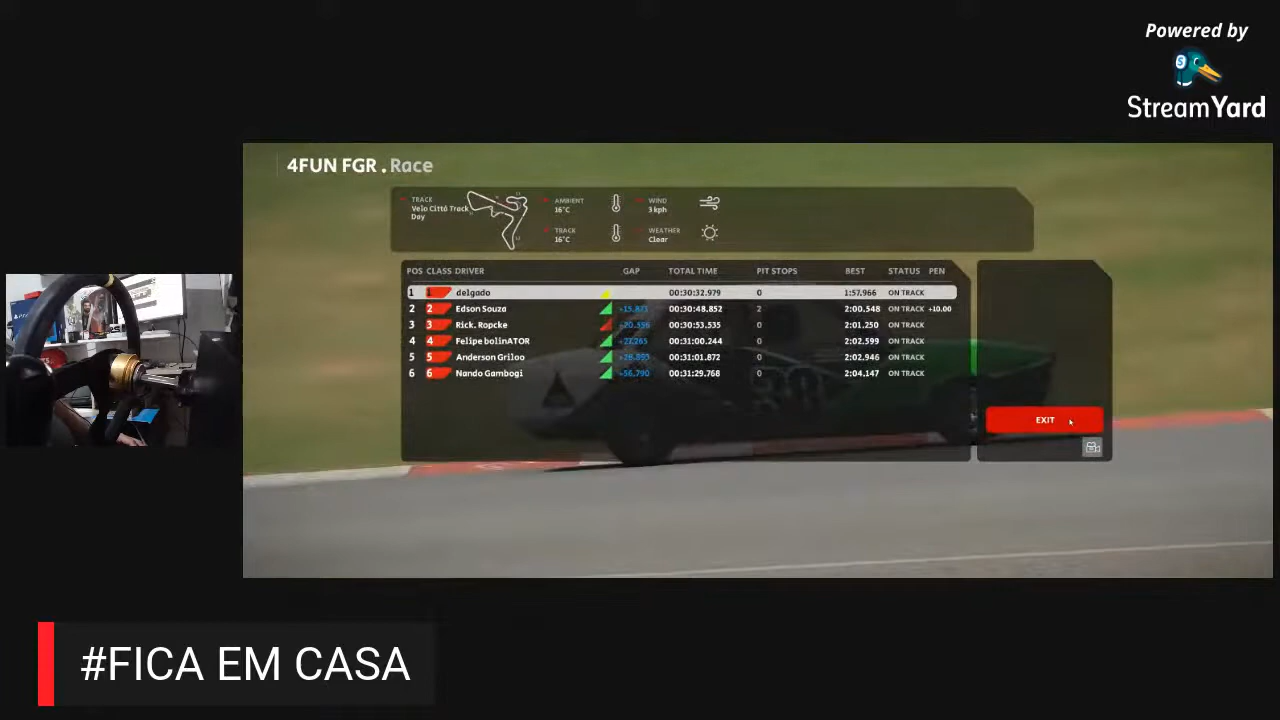 Powered by
StreamYard
4FUN FGR . Race
TRACK
Velo Città Track
Day
AMBIENT
16°C
WIND
3 kph
TRACK
16°C
WEATHER
Clear
POS CLASS DRIVER GAP TOTAL TIME PIT STOPS BEST STATUS PEN
1 1 delgado 00:30:32.979 0 1:57.966 ON TRACK
2 2 Edson Souza +15.873 00:30:48.852 2 2:00.548 ON TRACK +10.00
3 3 Rick. Ropcke +20.556 00:30:53.535 0 2:01.250 ON TRACK
4 4 Felipe bolinATOR +27.265 00:31:00.244 0 2:02.599 ON TRACK
5 5 Anderson Griloo +28.893 00:31:01.872 0 2:02.946 ON TRACK
6 6 Nando Gambogi +56.790 00:31:29.768 0 2:04.147 ON TRACK
EXIT
#FICA EM CASA